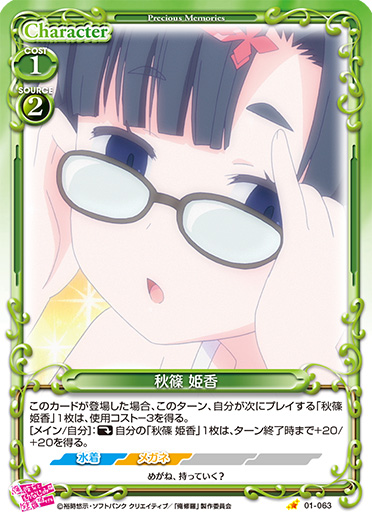 Precious Memories
Character
COST
1
SOURCE
2
秋篠 姫香
このカードが登場した場合、このターン、自分が次にプレイする「秋篠
姫香」1枚は、使用コスト-3を得る。
[メイン/自分]: 自分の「秋篠 姫香」1枚は、ターン終了時まで+20/
+20を得る。
水着 メガネ
めがね、持っていく?
©裕時悠示・ソフトバンク クリエイティブ/「俺修羅」製作委員会
01-063